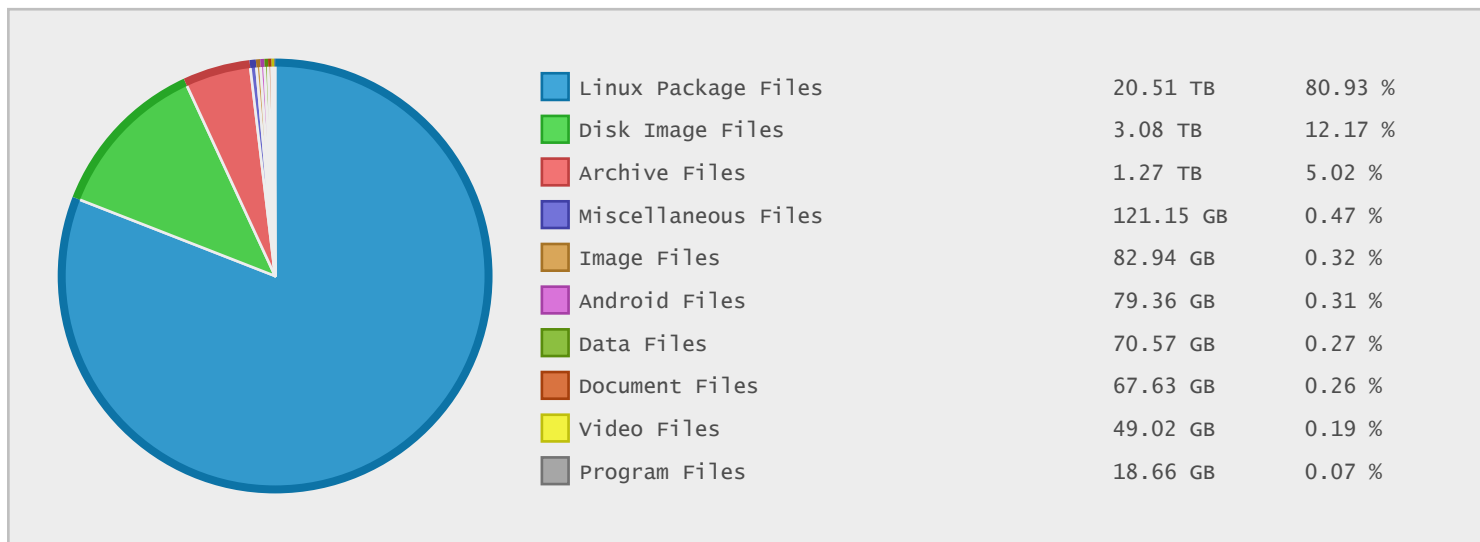 Linux Package Files 20.51 TB 80.93 %
Disk Image Files 3.08 TB 12.17 %
Archive Files 1.27 TB 5.02 %
Miscellaneous Files 121.15 GB 0.47 %
Image Files 82.94 GB 0.32 %
Android Files 79.36 GB 0.31 %
Data Files 70.57 GB 0.27 %
Document Files 67.63 GB 0.26 %
Video Files 49.02 GB 0.19 %
Program Files 18.66 GB 0.07 %